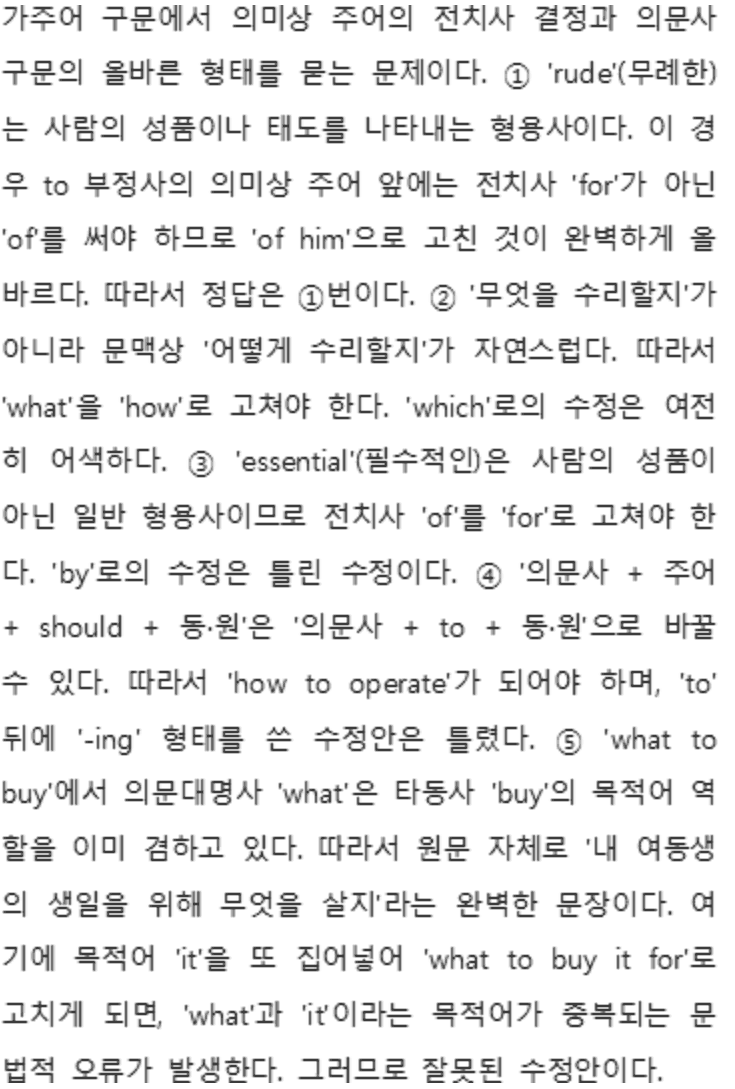 가주어 구문에서 의미상 주어의 전치사 결정과 의문사
구문의 올바른 형태를 묻는 문제이다. ① 'rude'(무례한)
는 사람의 성품이나 태도를 나타내는 형용사이다. 이 경
우 to 부정사의 의미상 주어 앞에는 전치사 'for'가 아닌
'of'를 써야 하므로 'of him'으로 고친 것이 완벽하게 올
바르다. 따라서 정답은 ①번이다. ② '무엇을 수리할지'가
아니라 문맥상 '어떻게 수리할지'가 자연스럽다. 따라서
'what'을 'how'로 고쳐야 한다. 'which'로의 수정은 여전
히 어색하다. ③ 'essential'(필수적인)은 사람의 성품이
아닌 일반 형용사이므로 전치사 'of'를 'for'로 고쳐야 한
다. 'by'로의 수정은 틀린 수정이다. ④ '의문사 + 주어
+ should + 동·원'은 '의문사 + to + 동·원'으로 바꿀
수 있다. 따라서 'how to operate'가 되어야 하며, 'to'
뒤에 '-ing' 형태를 쓴 수정안은 틀렸다. ⑤ 'what to
buy'에서 의문대명사 'what'은 타동사 'buy'의 목적어 역
할을 이미 겸하고 있다. 따라서 원문 자체로 '내 여동생
의 생일을 위해 무엇을 살지'라는 완벽한 문장이다. 여
기에 목적어 'it'을 또 집어넣어 'what to buy it for'로
고치게 되면, 'what'과 'it'이라는 목적어가 중복되는 문
법적 오류가 발생한다. 그러므로 잘못된 수정안이다.